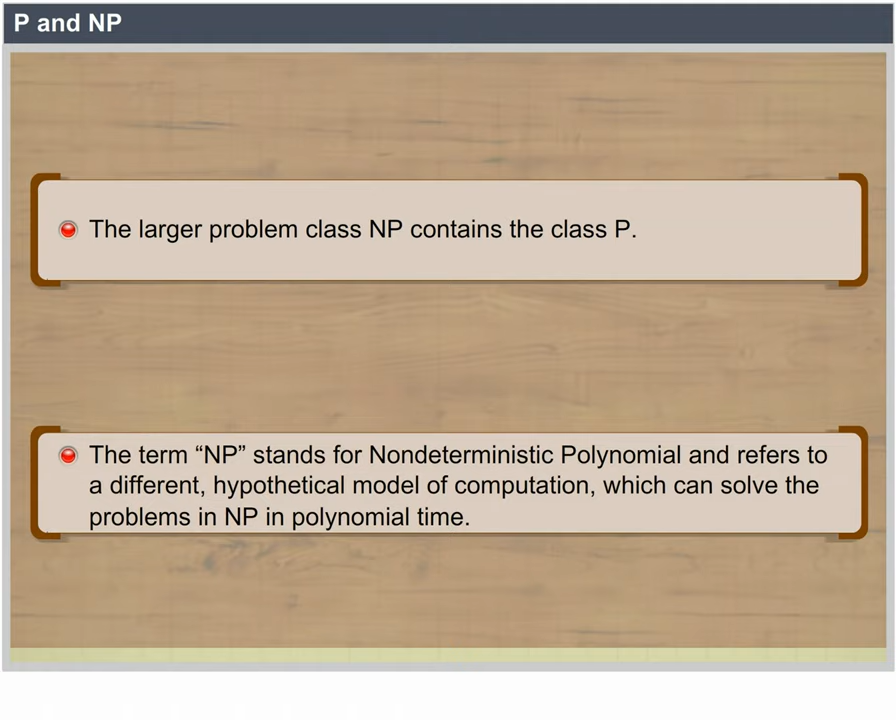 P and NP
The larger problem class NP contains the class P.
The term “NP” stands for Nondeterministic Polynomial and refers to
a different, hypothetical model of computation, which can solve the
problems in NP in polynomial time.